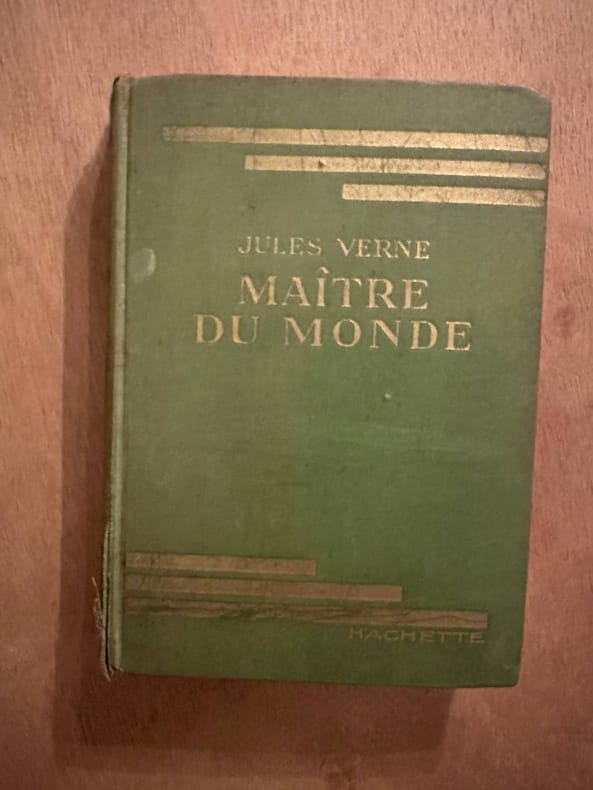 JULES VERNE
MAÎTRE
DU MONDE
HACHETTE